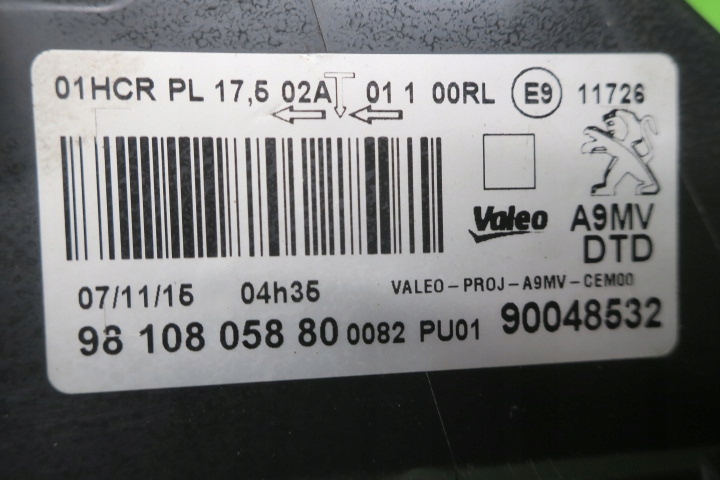 01HCR PL 17,5 02A 01 1 00RL E9 11726
Valeo A9MV
DTD
07/11/15 04h35 VALEO-PROJ-A9MV-CEM00
98 108 058 80 0082 PU01 90048532